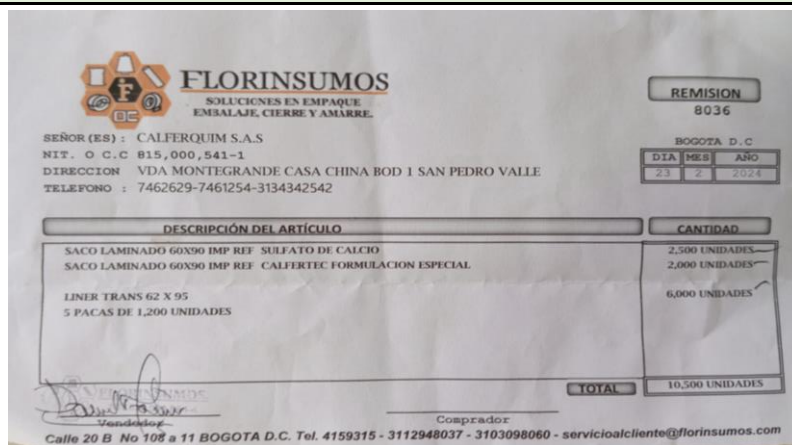 FLORINSUMOS
SOLUCIONES EN EMPAQUE
EMBALAJE, CIERRE Y AMARRE.
REMISION
8036
SEÑOR(ES): CALFERQUIM S.A.S
NIT. O C.C 815,000,541-1
DIRECCION VDA MONTEGRANDE CASA CHINA BOD 1 SAN PEDRO VALLE
TELEFONO : 7462629-7461254-3134342542
BOGOTA D.C
DIA MES AÑO
23 2 2024
DESCRIPCIÓN DEL ARTÍCULO CANTIDAD
SACO LAMINADO 60X90 IMP REF SULFATO DE CALCIO 2,500 UNIDADES
SACO LAMINADO 60X90 IMP REF CALFERTEC FORMULACION ESPECIAL 2,000 UNIDADES
LINER TRANS 62 X 95 6,000 UNIDADES
5 PACAS DE 1,200 UNIDADES
TOTAL 10,500 UNIDADES
FLORINSUMOS
Vendedor Comprador
Calle 20 B No 108 a 11 BOGOTA D.C. Tel. 4159315 - 3112948037 - 3103098060 - servicioalcliente@florinsumos.com